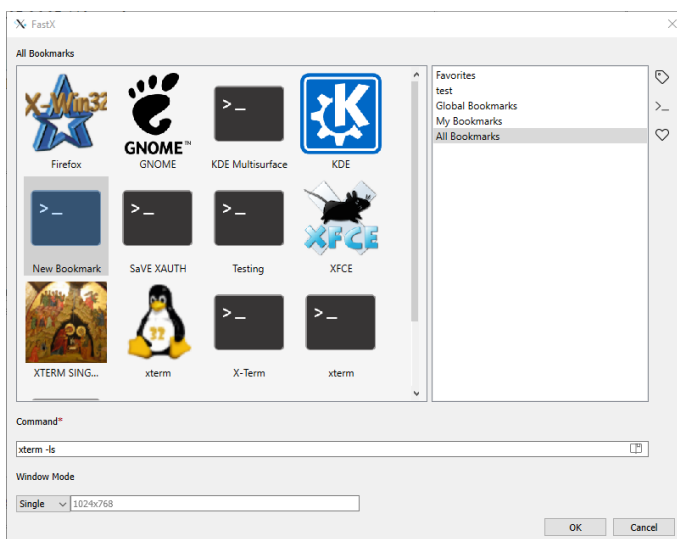 FastX
All Bookmarks
X-Win32
GNOME™
>_
K
Firefox
GNOME
KDE Multisurface
KDE
>_
>_
>_
XFCE
New Bookmark
SaVE XAUTH
Testing
XFCE
32
>_
>_
XTERM SING...
xterm
X-Term
xterm
Favorites
test
Global Bookmarks
My Bookmarks
All Bookmarks
>_
Command*
xterm -ls
Window Mode
Single
1024x768
OK
Cancel